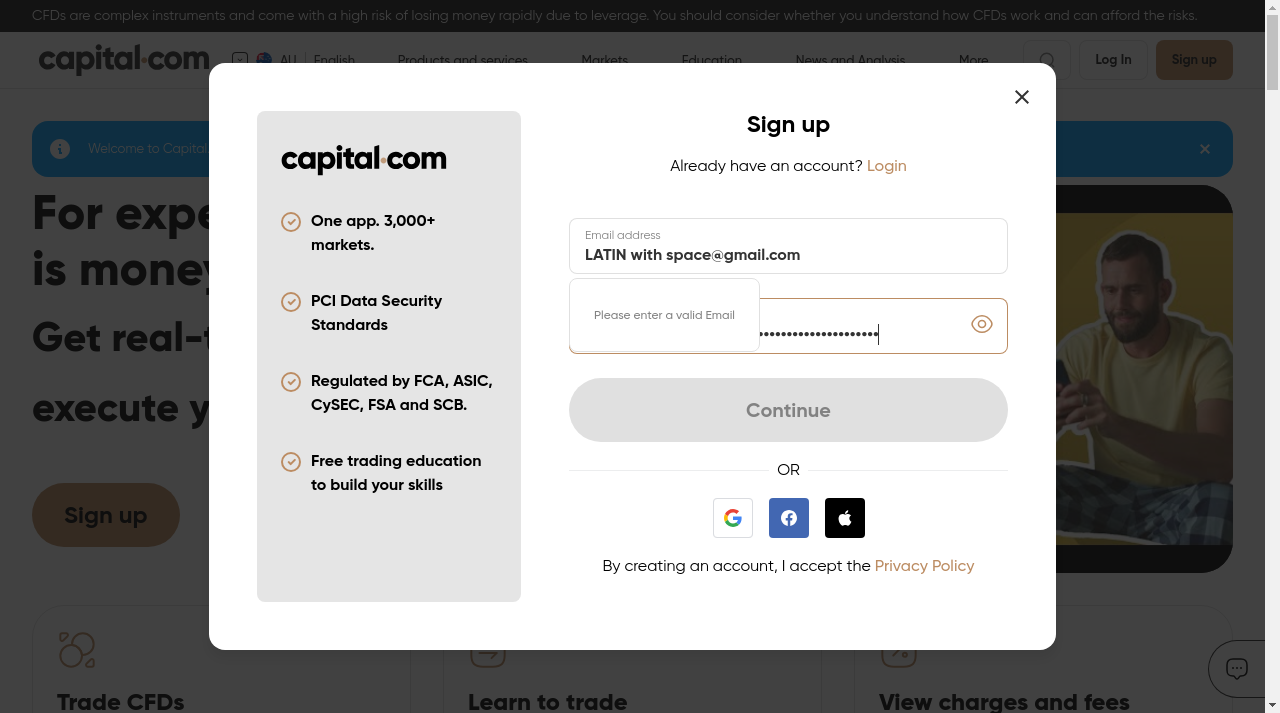 CFDs are complex instruments and come with a high risk of losing money rapidly due to leverage. You should consider whether you understand how CFDs work and can afford the risk.
capital.com
AU
English
Products and services
Markets
Education
News and Analysis
More
Log In
Sign up
Welcome to Capital.
For expe
is money
Get real-t
execute y
Sign up
capital.com
One app. 3,000+
markets.
PCI Data Security
Standards
Regulated by FCA, ASIC,
CySEC, FSA and SCB.
Free trading education
to build your skills
Sign up
Already have an account? Login
Email address
LATIN with space@gmail.com
Please enter a valid Email
Continue
OR
By creating an account, I accept the Privacy Policy
Trade CFDs
Learn to trade
View charges and fees